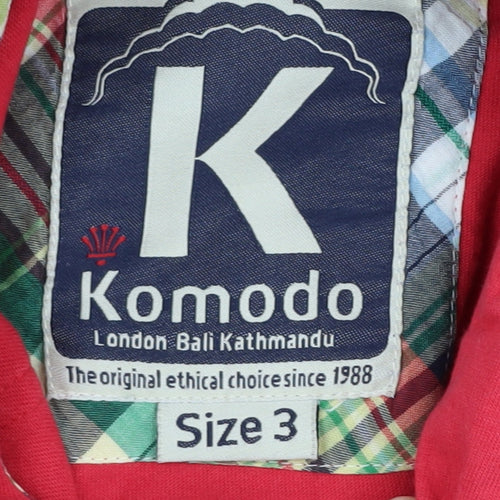 K
Komodo
London Bali Kathmandu
The original ethical choice since 1988
Size 3